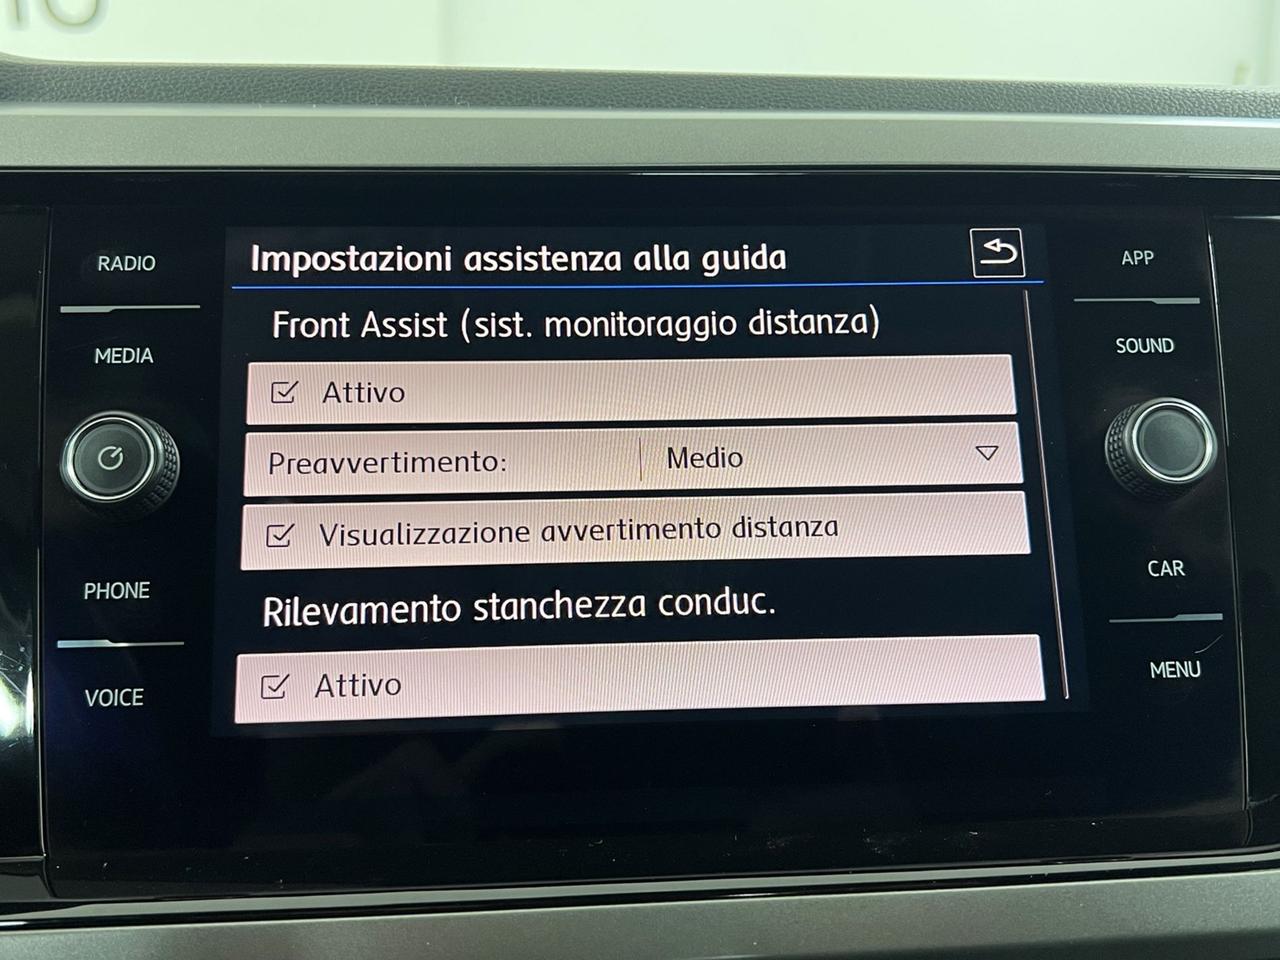 RADIO
MEDIA
PHONE
VOICE
Impostazioni assistenza alla guida
Front Assist (sist. monitoraggio distanza)
Attivo
Preavvertimento: Medio
Visualizzazione avvertimento distanza
Rilevamento stanchezza conduc.
Attivo
APP
SOUND
CAR
MENU